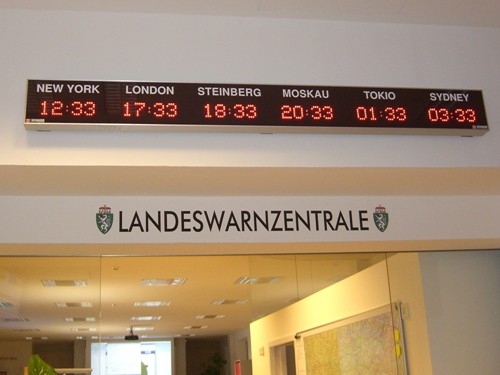 NEW YORK LONDON STEINBERG MOSKAU TOKIO SYDNEY
12:33 17:33 18:33 20:33 01:33 03:33
LANDESWARNZENTRALE